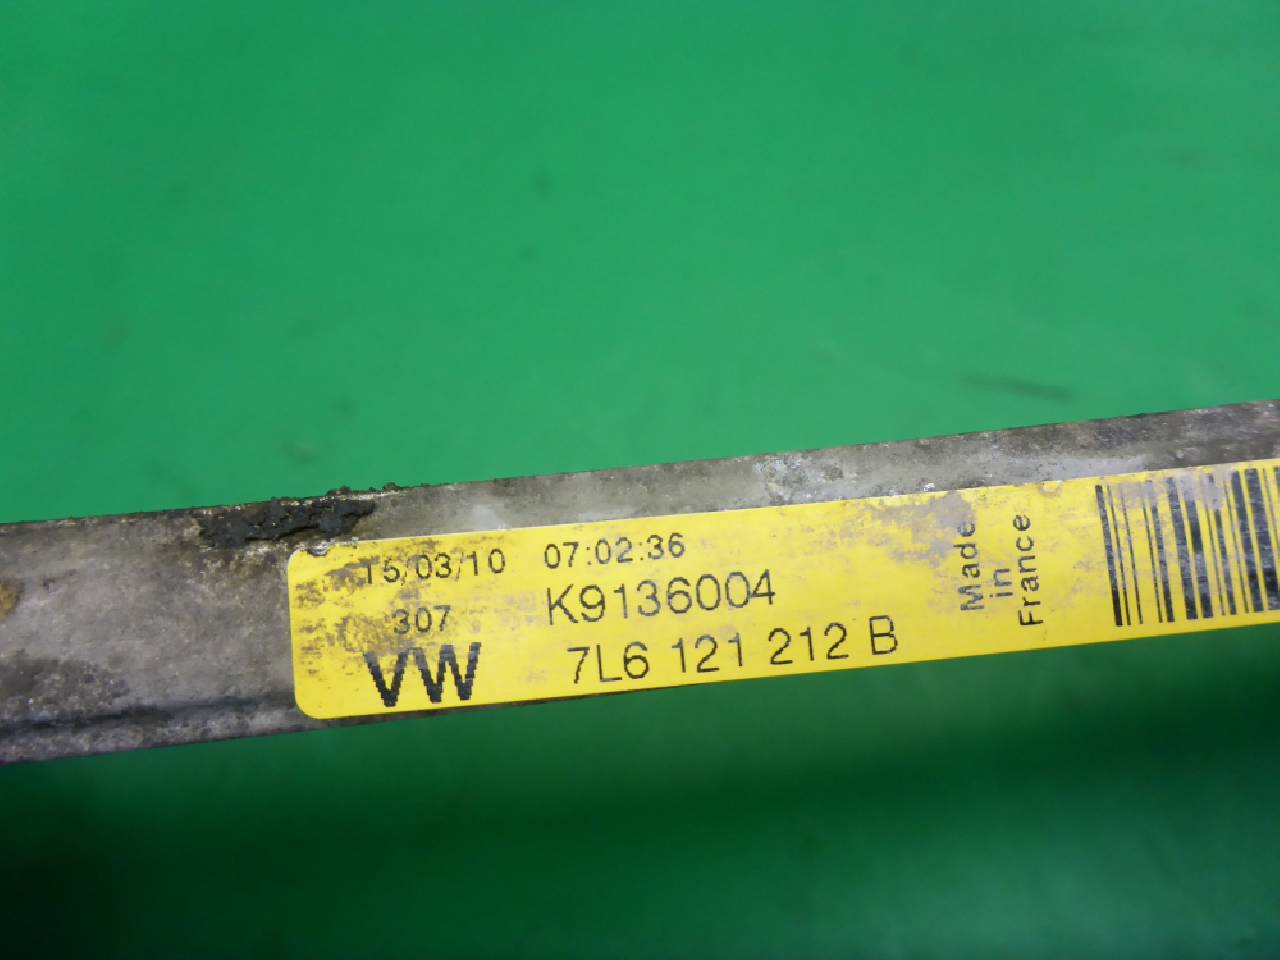 15/03/10 07:02:36
307 K9136004
VW 7L6 121 212 B
Made
in
France